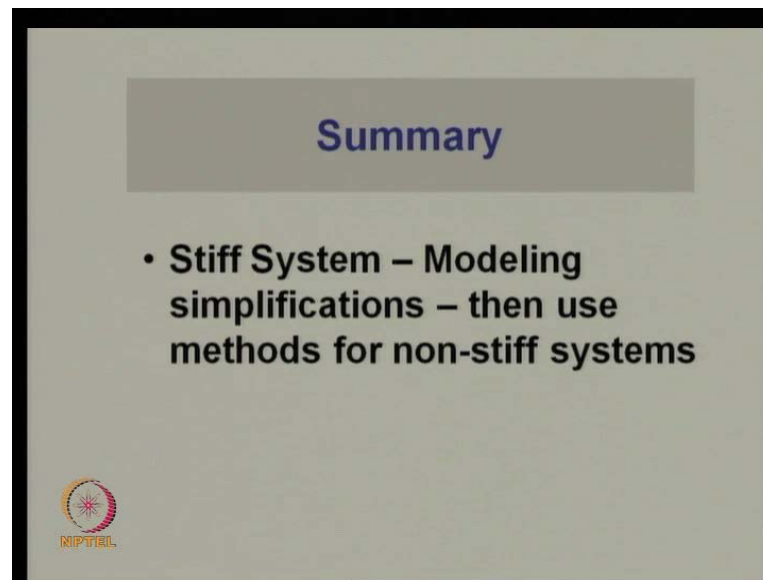 Summary
• Stiff System – Modeling
simplifications – then use
methods for non-stiff systems
NPTEL